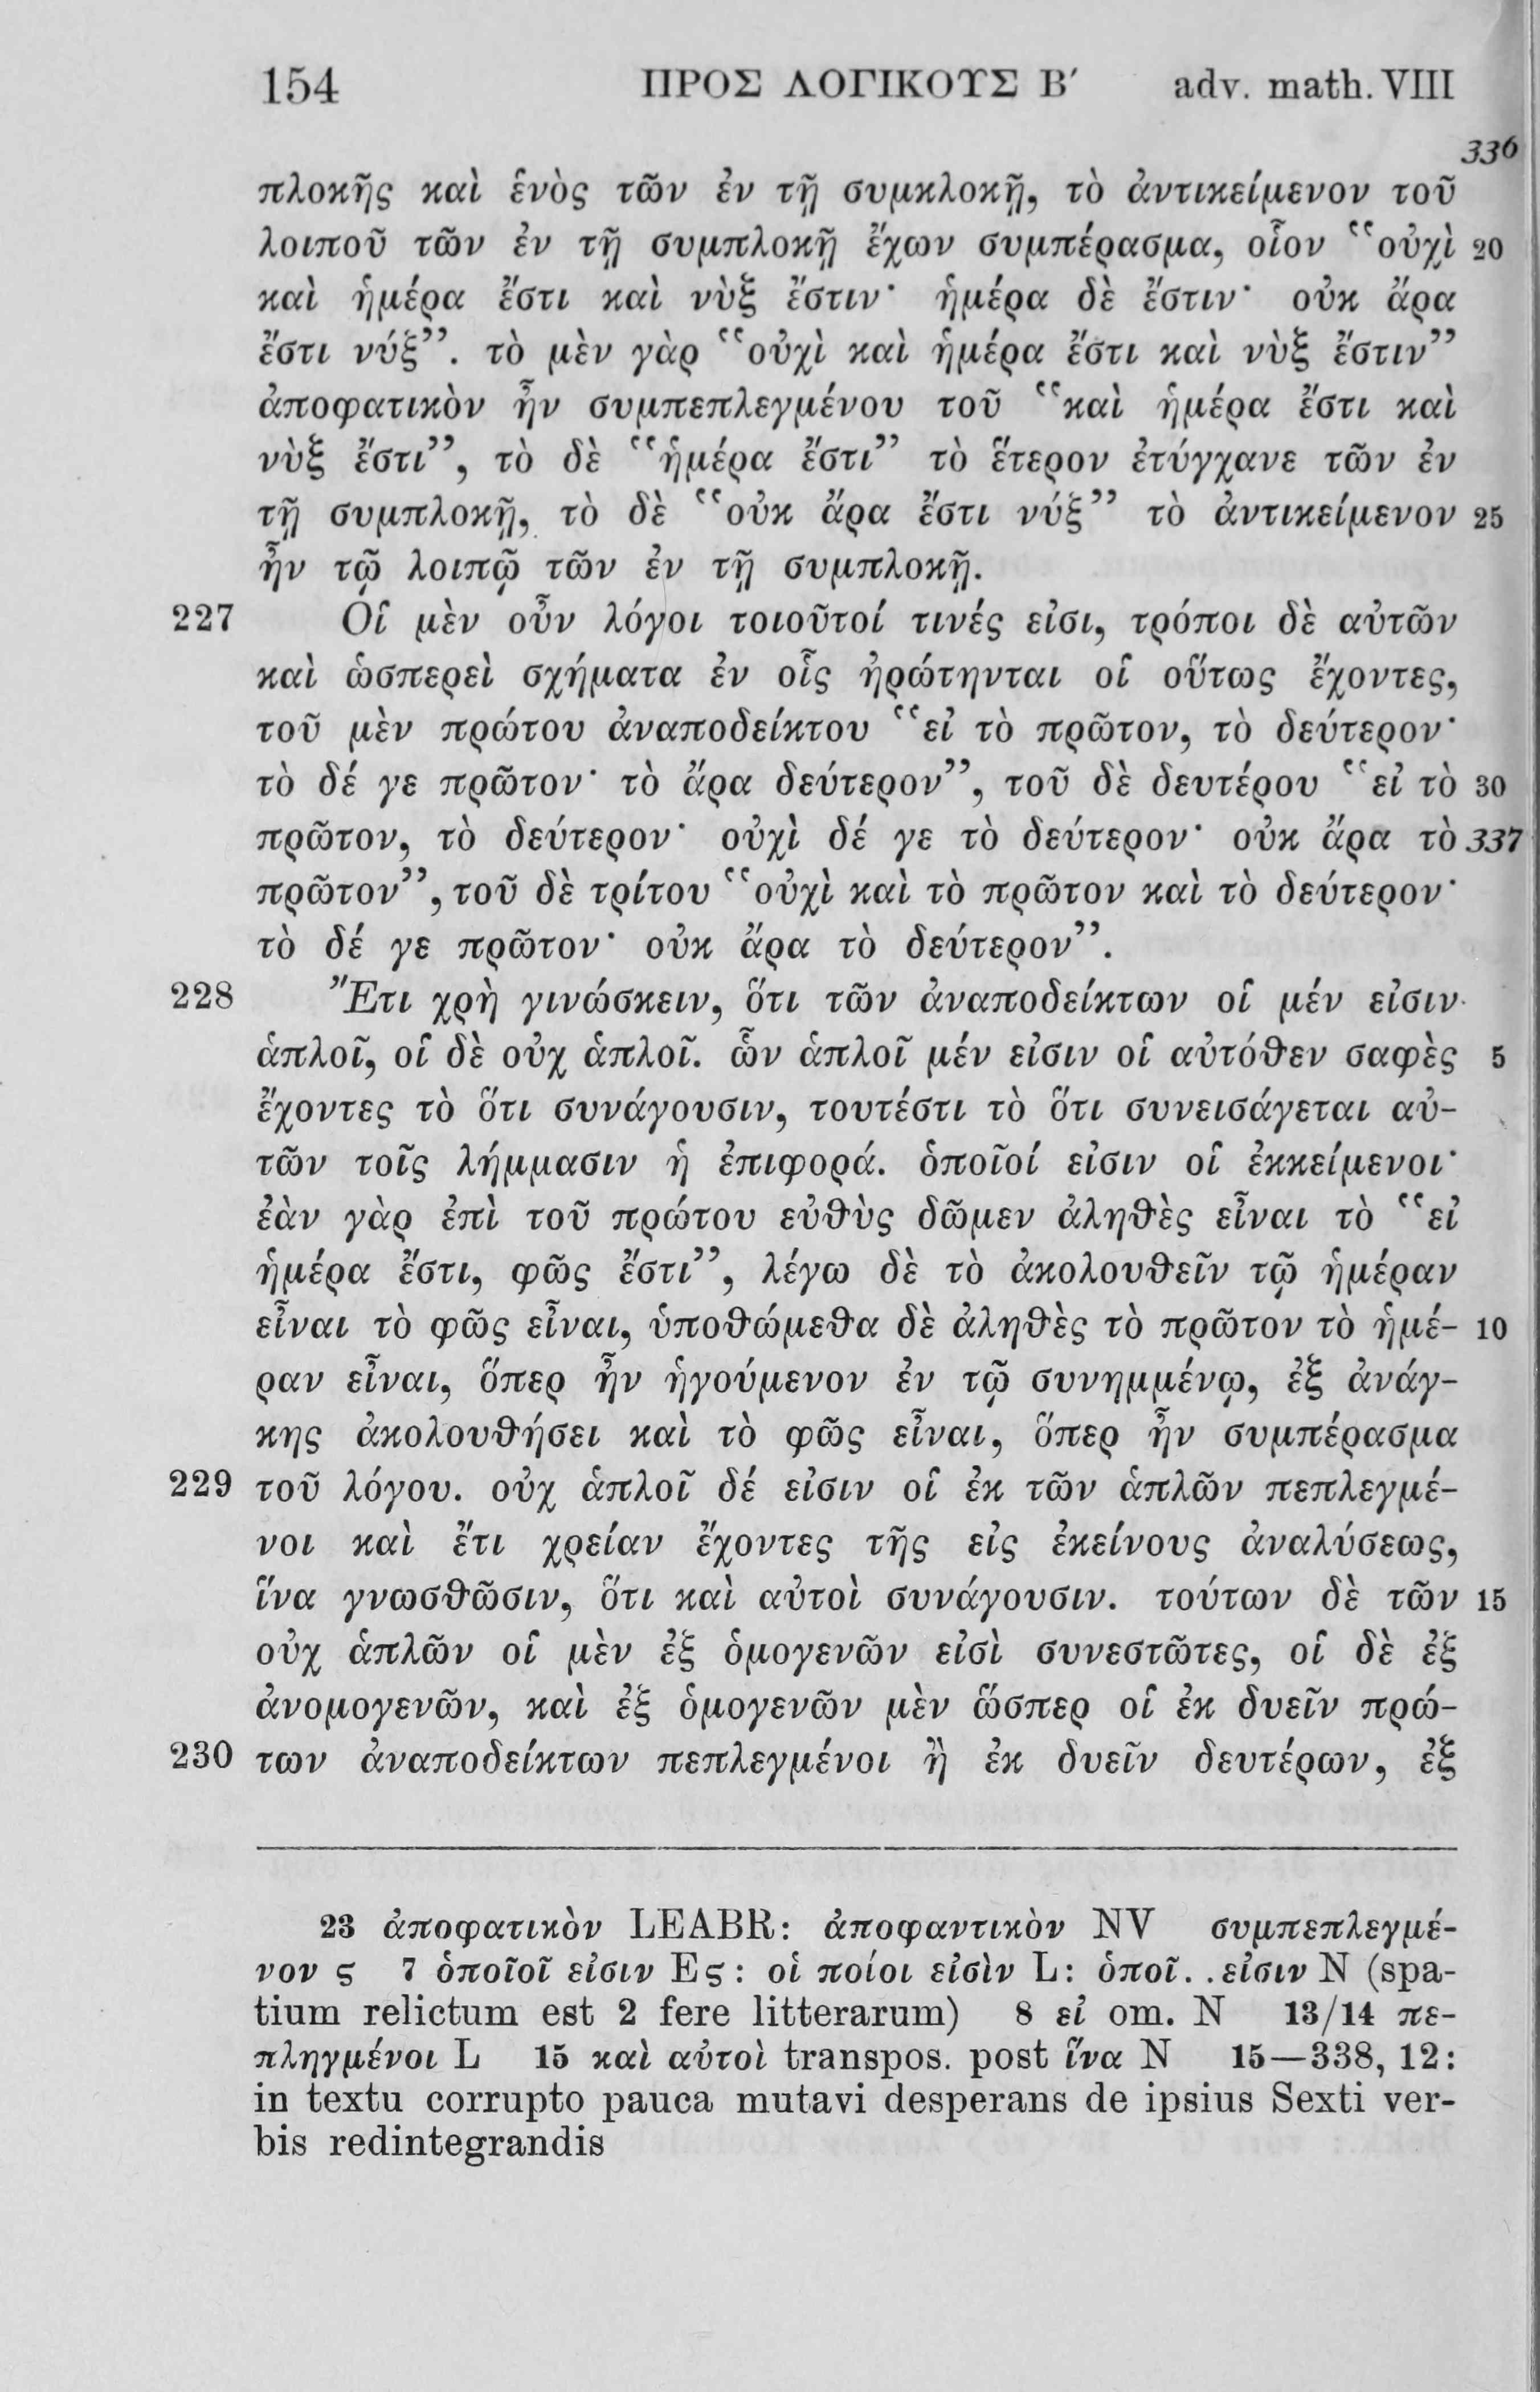 154 ΠΡΟΣ ΛΟΓΙΚΟΥΣ Β′ adv. math. VIII
336
πλοκῆς καὶ ἑνὸς τῶν ἐν τῇ συμκλοκῇ, τὸ ἀντικείμενον τοῦ
λοιποῦ τῶν ἐν τῇ συμπλοκῇ ἔχων συμπέρασμα, οἷον “οὐχὶ 20
καὶ ἡμέρα ἔστι καὶ νὺξ ἔστιν· ἡμέρα δὲ ἔστιν· οὐκ ἄρα
ἔστι νύξ”. τὸ μὲν γὰρ “οὐχὶ καὶ ἡμέρα ἔστι καὶ νὺξ ἔστιν”
ἀποφατικὸν ἦν συμπεπλεγμένου τοῦ “καὶ ἡμέρα ἔστι καὶ
νὺξ ἔστι”, τὸ δὲ “ἡμέρα ἔστι” τὸ ἕτερον ἐτύγχανε τῶν ἐν
τῇ συμπλοκῇ, τὸ δὲ “οὐκ ἄρα ἔστι νύξ” τὸ ἀντικείμενον 25
ἦν τῷ λοιπῷ τῶν ἐν τῇ συμπλοκῇ.
227 Οἱ μὲν οὖν λόγοι τοιοῦτοί τινές εἰσι, τρόποι δὲ αὐτῶν
καὶ ὡσπερεὶ σχήματα ἐν οἷς ἠρώτηνται οἱ οὕτως ἔχοντες,
τοῦ μὲν πρώτου ἀναποδείκτου “εἰ τὸ πρῶτον, τὸ δεύτερον·
τὸ δέ γε πρῶτον· τὸ ἄρα δεύτερον”, τοῦ δὲ δευτέρου “εἰ τὸ 30
πρῶτον, τὸ δεύτερον· οὐχὶ δέ γε τὸ δεύτερον· οὐκ ἄρα τὸ 337
πρῶτον”, τοῦ δὲ τρίτου “οὐχὶ καὶ τὸ πρῶτον καὶ τὸ δεύτερον·
τὸ δέ γε πρῶτον· οὐκ ἄρα τὸ δεύτερον”.
228 Ἔτι χρὴ γινώσκειν, ὅτι τῶν ἀναποδείκτων οἱ μέν εἰσιν
ἁπλοῖ, οἱ δὲ οὐχ ἁπλοῖ. ὧν ἁπλοῖ μέν εἰσιν οἱ αὐτόθεν σαφὲς 5
ἔχοντες τὸ ὅτι συνάγουσιν, τουτέστι τὸ ὅτι συνεισάγεται αὐ-
τῶν τοῖς λήμμασιν ἡ ἐπιφορά. ὁποῖοί εἰσιν οἱ ἐκκείμενοι·
ἐὰν γὰρ ἐπὶ τοῦ πρώτου εὐθὺς δῶμεν ἀληθὲς εἶναι τὸ “εἰ
ἡμέρα ἔστι, φῶς ἔστι”, λέγω δὲ τὸ ἀκολουθεῖν τῷ ἡμέραν
εἶναι τὸ φῶς εἶναι, ὑποθώμεθα δὲ ἀληθὲς τὸ πρῶτον τὸ ἡμέ- 10
ραν εἶναι, ὅπερ ἦν ἡγούμενον ἐν τῷ συνημμένῳ, ἐξ ἀνάγ-
κης ἀκολουθήσει καὶ τὸ φῶς εἶναι, ὅπερ ἦν συμπέρασμα
229 τοῦ λόγου. οὐχ ἁπλοῖ δέ εἰσιν οἱ ἐκ τῶν ἁπλῶν πεπλεγμέ-
νοι καὶ ἔτι χρείαν ἔχοντες τῆς εἰς ἐκείνους ἀναλύσεως,
ἵνα γνωσθῶσιν, ὅτι καὶ αὐτοὶ συνάγουσιν. τούτων δὲ τῶν 15
οὐχ ἁπλῶν οἱ μὲν ἐξ ὁμογενῶν εἰσὶ συνεστῶτες, οἱ δὲ ἐξ
ἀνομογενῶν, καὶ ἐξ ὁμογενῶν μὲν ὥσπερ οἱ ἐκ δυεῖν πρώ-
230 των ἀναποδείκτων πεπλεγμένοι ἢ ἐκ δυεῖν δευτέρων, ἐξ
23 ἀποφατικὸν LEABR: ἀποφαντικὸν NV συμπεπλεγμέ-
νον ς 7 ὁποῖοῖ εἰσιν Eς: οἱ ποίοι εἰσὶν L: ὁποῖ..εἰσιν N (spa-
tium relictum est 2 fere litterarum) 8 εἰ om. N 13/14 πε-
πληγμένοι L 15 καὶ αὐτοὶ transpos. post ἵνα N 15—338, 12:
in textu corrupto pauca mutavi desperans de ipsius Sexti ver-
bis redintegrandis